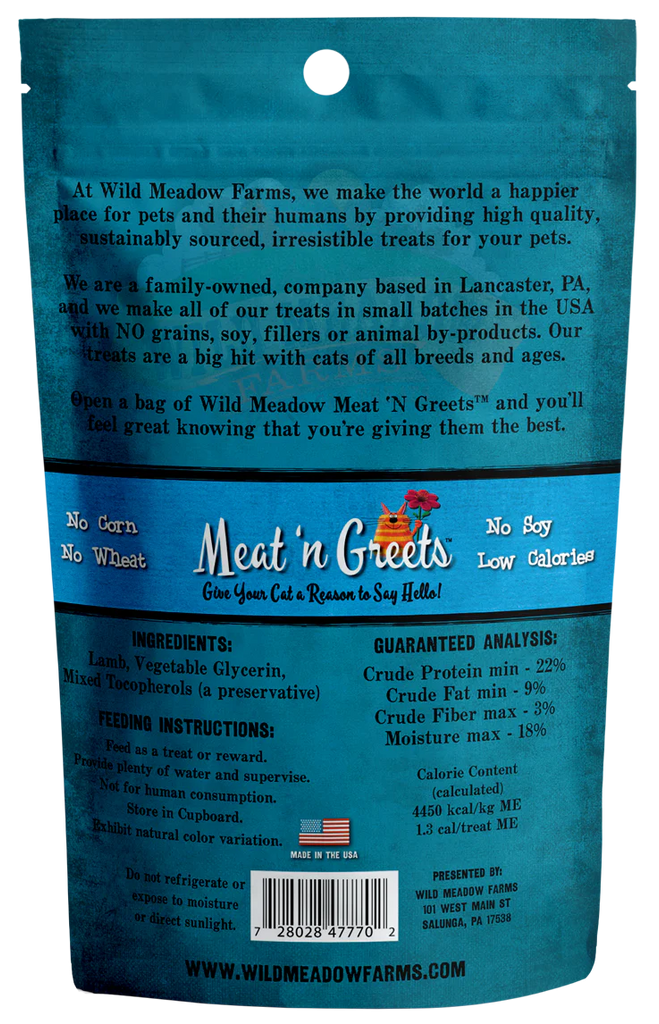 At Wild Meadow Farms, we make the world a happier
place for pets and their humans by providing high quality,
sustainably sourced, irresistible treats for your pets.
We are a family-owned, company based in Lancaster, PA,
and we make all of our treats in small batches in the USA
with NO grains, soy, fillers or animal by-products. Our
treats are a big hit with cats of all breeds and ages.
Open a bag of Wild Meadow Meat 'N Greets™ and you'll
feel great knowing that you're giving them the best.
No Corn
No Wheat
Meat 'n Greets™
Give Your Cat a Reason to Say Hello!
No Soy
Low Calories
INGREDIENTS:
Lamb, Vegetable Glycerin,
Mixed Tocopherols (a preservative)
FEEDING INSTRUCTIONS:
Feed as a treat or reward.
Provide plenty of water and supervise.
Not for human consumption.
Store in Cupboard.
Exhibit natural color variation.
Do not refrigerate or
expose to moisture
or direct sunlight.
GUARANTEED ANALYSIS:
Crude Protein min - 22%
Crude Fat min - 9%
Crude Fiber max - 3%
Moisture max - 18%
Calorie Content
(calculated)
4450 kcal/kg ME
1.3 cal/treat ME
MADE IN THE USA
7 28028 47770 2
PRESENTED BY:
WILD MEADOW FARMS
101 WEST MAIN ST
SALUNGA, PA 17538
WWW.WILDMEADOWFARMS.COM